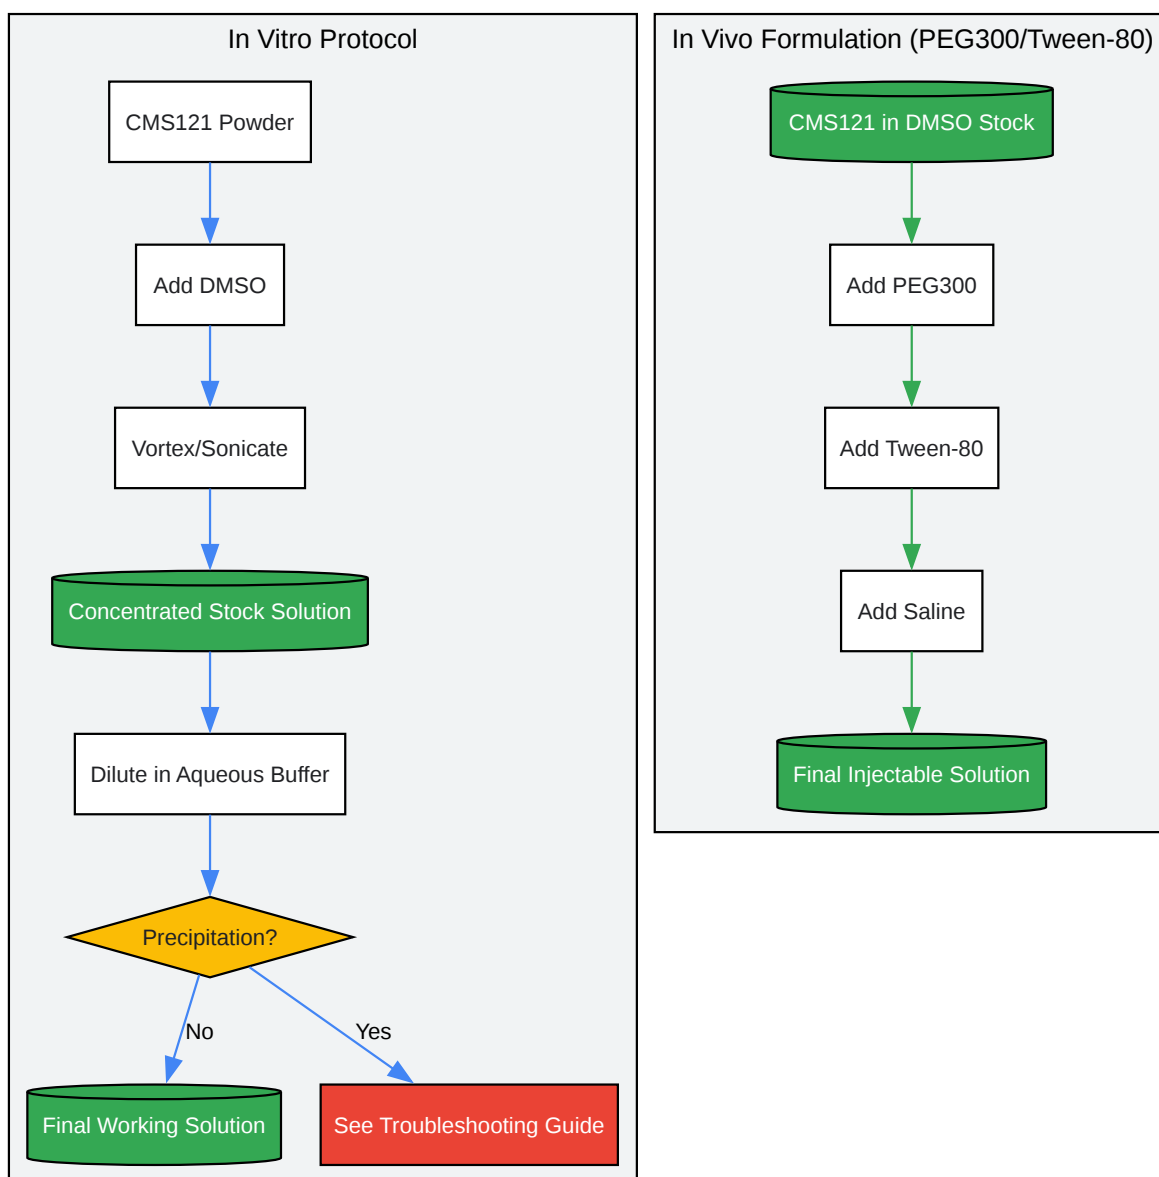 In Vitro Protocol
CMS121 Powder
Add DMSO
Vortex/Sonicate
Concentrated Stock Solution
Dilute in Aqueous Buffer
Precipitation?
No
Yes
Final Working Solution
See Troubleshooting Guide
In Vivo Formulation (PEG300/Tween-80)
CMS121 in DMSO Stock
Add PEG300
Add Tween-80
Add Saline
Final Injectable Solution